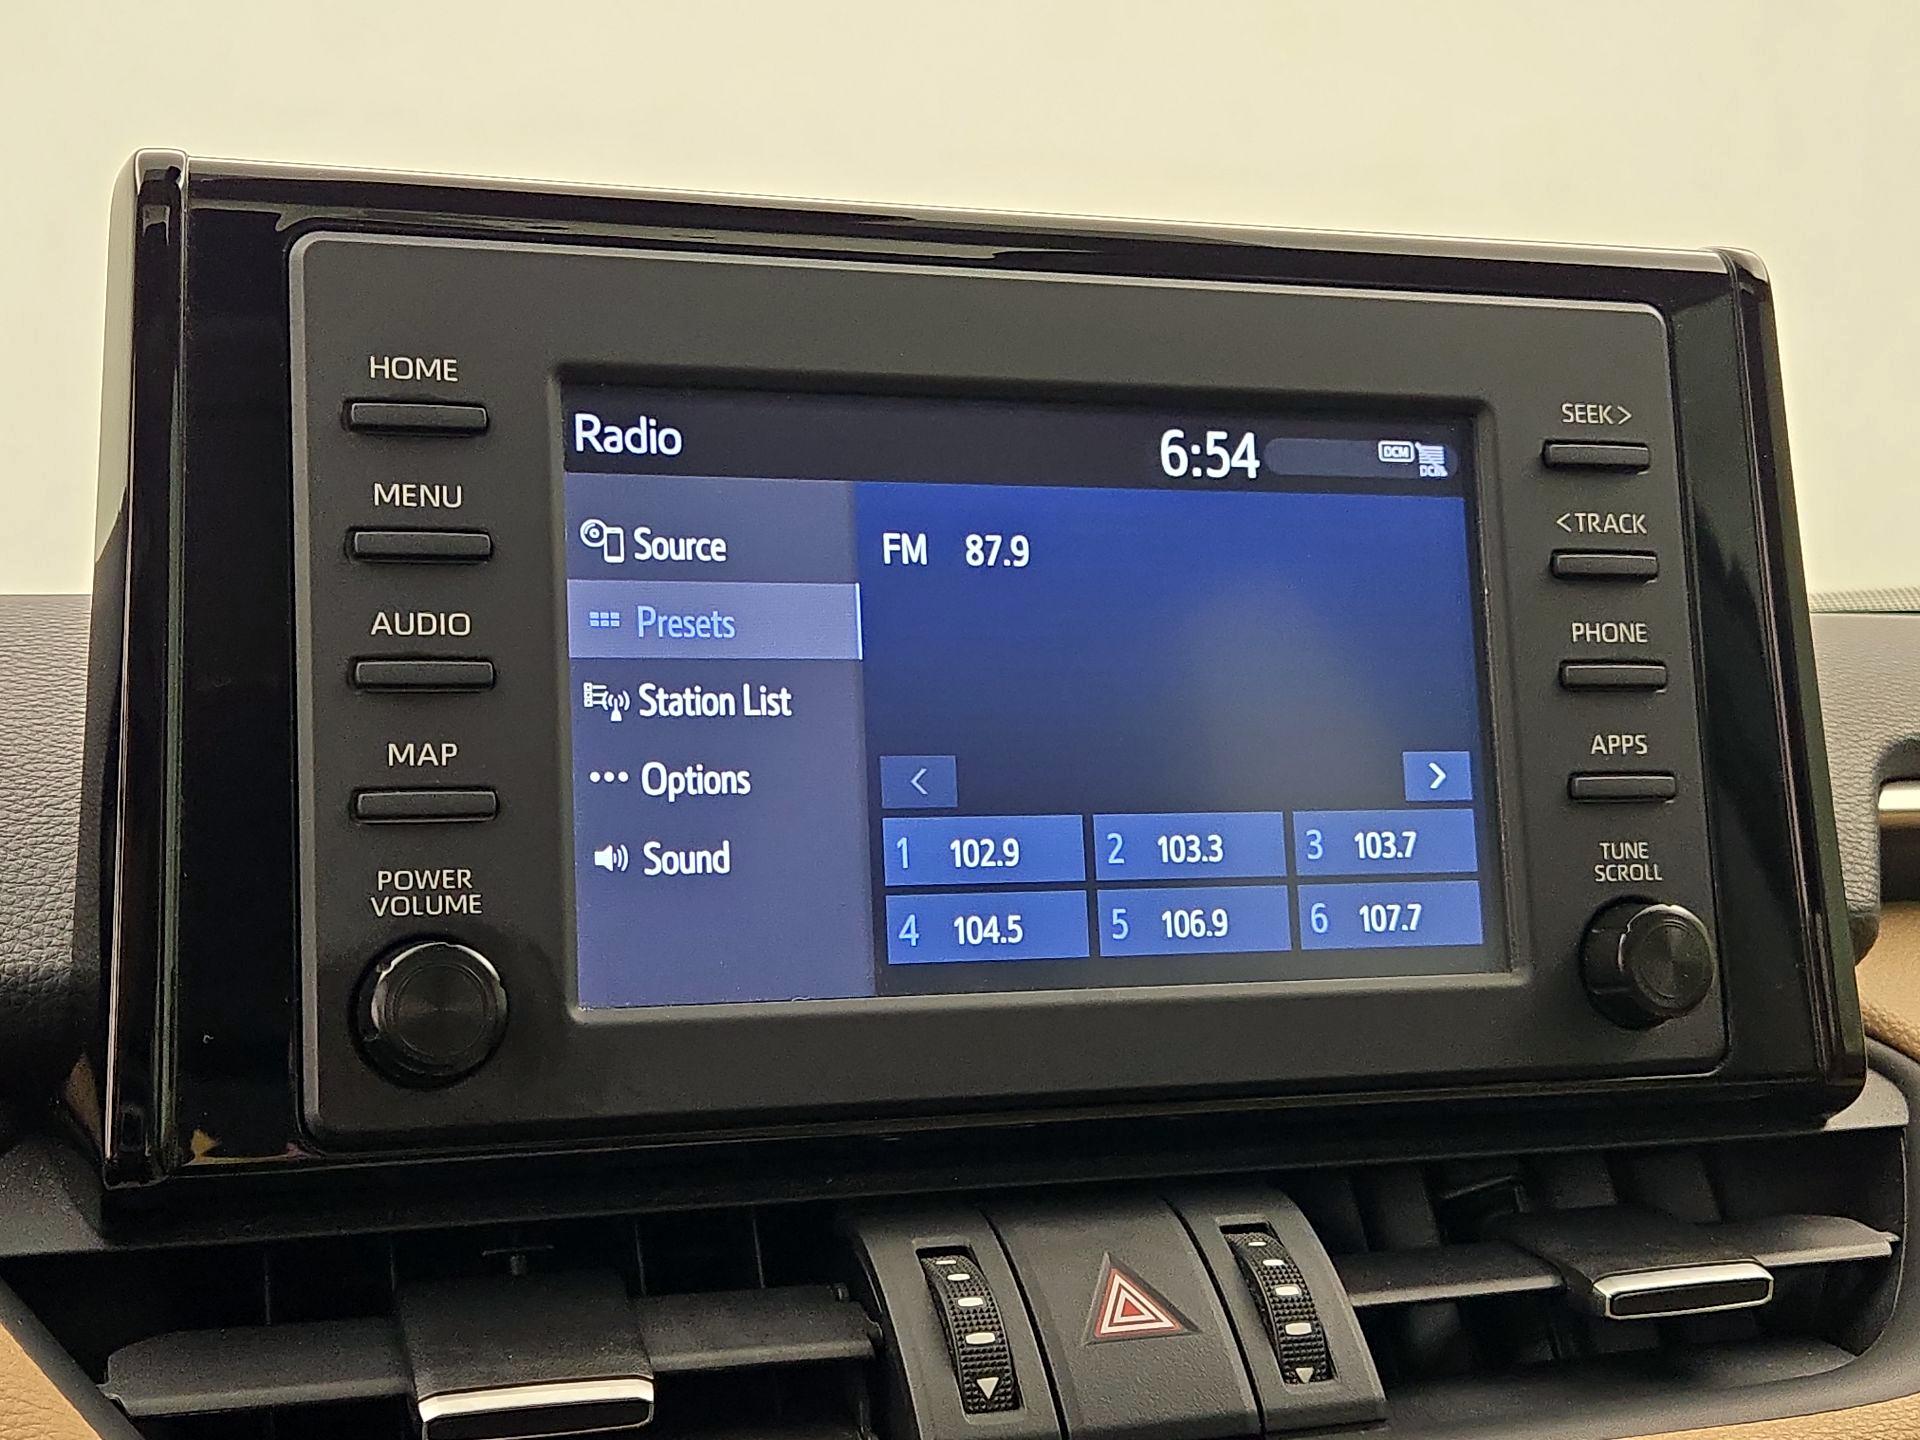 HOME
MENU
AUDIO
MAP
POWER
VOLUME
Radio
6:54
DCM
DCM
Source
Presets
Station List
Options
Sound
FM 87.9
<
>
1 102.9
2 103.3
3 103.7
4 104.5
5 106.9
6 107.7
SEEK>
<TRACK
PHONE
APPS
TUNE
SCROLL